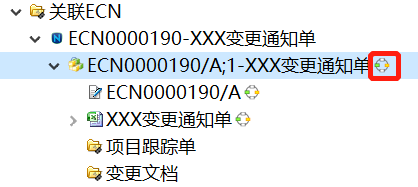 关联ECN
ECN0000190-XXX变更通知单
ECN0000190/A;1-XXX变更通知单
ECN0000190/A
XXX变更通知单
项目跟踪单
变更文档